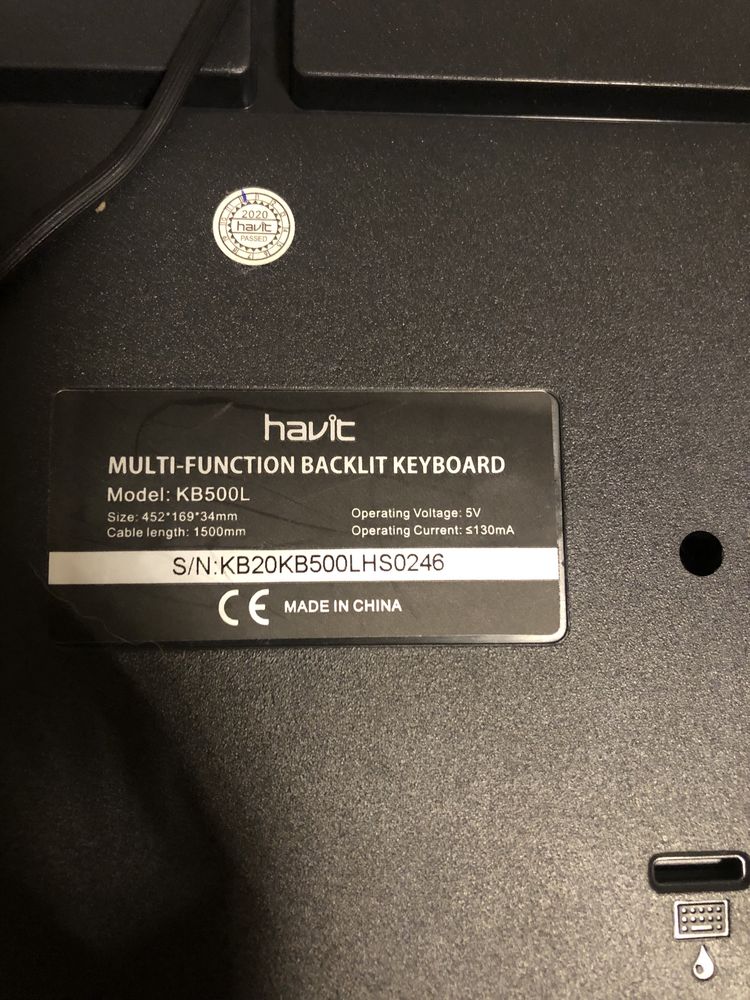 2020
havit
PASSED
havit
MULTI-FUNCTION BACKLIT KEYBOARD
Model: KB500L
Size: 452*169*34mm
Operating Voltage: 5V
Cable length: 1500mm
Operating Current: ≤130mA
S/N:KB20KB500LHS0246
CE MADE IN CHINA